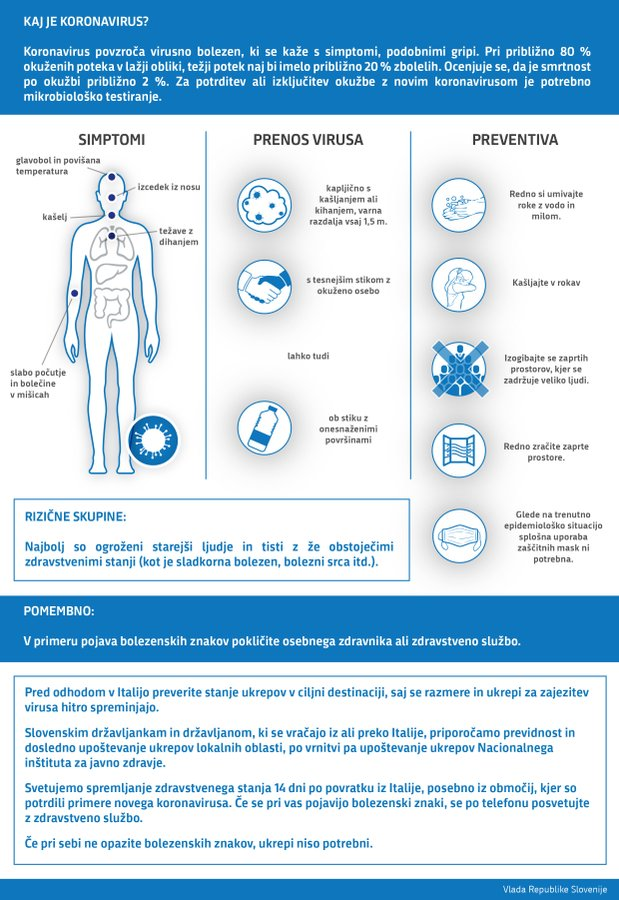 KAJ JE KORONAVIRUS?
Koronavirus povzroča virusno bolezen, ki se kaže s simptomi, podobnimi gripi. Pri približno 80 %
okuženih poteka v lažji obliki, težji potek naj bi imelo približno 20 % zbolelih. Ocenjuje se, da je smrtnost
po okužbi približno 2 %. Za potrditev ali izključitev okužbe z novim koronavirusom je potrebno
mikrobiološko testiranje.
SIMPTOMI
glavobol in povišana
temperatura
izcedek iz nosu
kašelj
težave z
dihanjem
slabo počutje
in bolečine
v mišicah
PRENOS VIRUSA
kapljično s
kašljanjem ali
kihanjem, varna
razdalja vsaj 1,5 m.
s tesnejšim stikom z
okuženo osebo
lahko tudi
ob stiku z
onesnaženimi
površinami
PREVENTIVA
Redno si umivajte
roke z vodo in
milom.
Kašljajte v rokav
Izogibajte se zaprtih
prostorov, kjer se
zadržuje veliko ljudi.
Redno zračite zaprte
prostore.
Glede na trenutno
epidemiološko situacijo
splošna uporaba
zaščitnih mask ni
potrebna.
RIZIČNE SKUPINE:
Najbolj so ogroženi starejši ljudje in tisti z že obstoječimi
zdravstvenimi stanji (kot je sladkorna bolezen, bolezni srca itd.).
POMEMBNO:
V primeru pojava bolezenskih znakov pokličite osebnega zdravnika ali zdravstveno službo.
Pred odhodom v Italijo preverite stanje ukrepov v ciljni destinaciji, saj se razmere in ukrepi za zajezitev
virusa hitro spreminjajo.
Slovenskim državljankam in državljanom, ki se vračajo iz ali preko Italije, priporočamo previdnost in
dosledno upoštevanje ukrepov lokalnih oblasti, po vrnitvi pa upoštevanje ukrepov Nacionalnega
inštituta za javno zdravje.
Svetujemo spremljanje zdravstvenega stanja 14 dni po povratku iz Italije, posebno iz območij, kjer so
potrdili primere novega koronavirusa. Če se pri vas pojavijo bolezenski znaki, se po telefonu posvetujte
z zdravstveno službo.
Če pri sebi ne opazite bolezenskih znakov, ukrepi niso potrebni.
Vlada Republike Slovenije